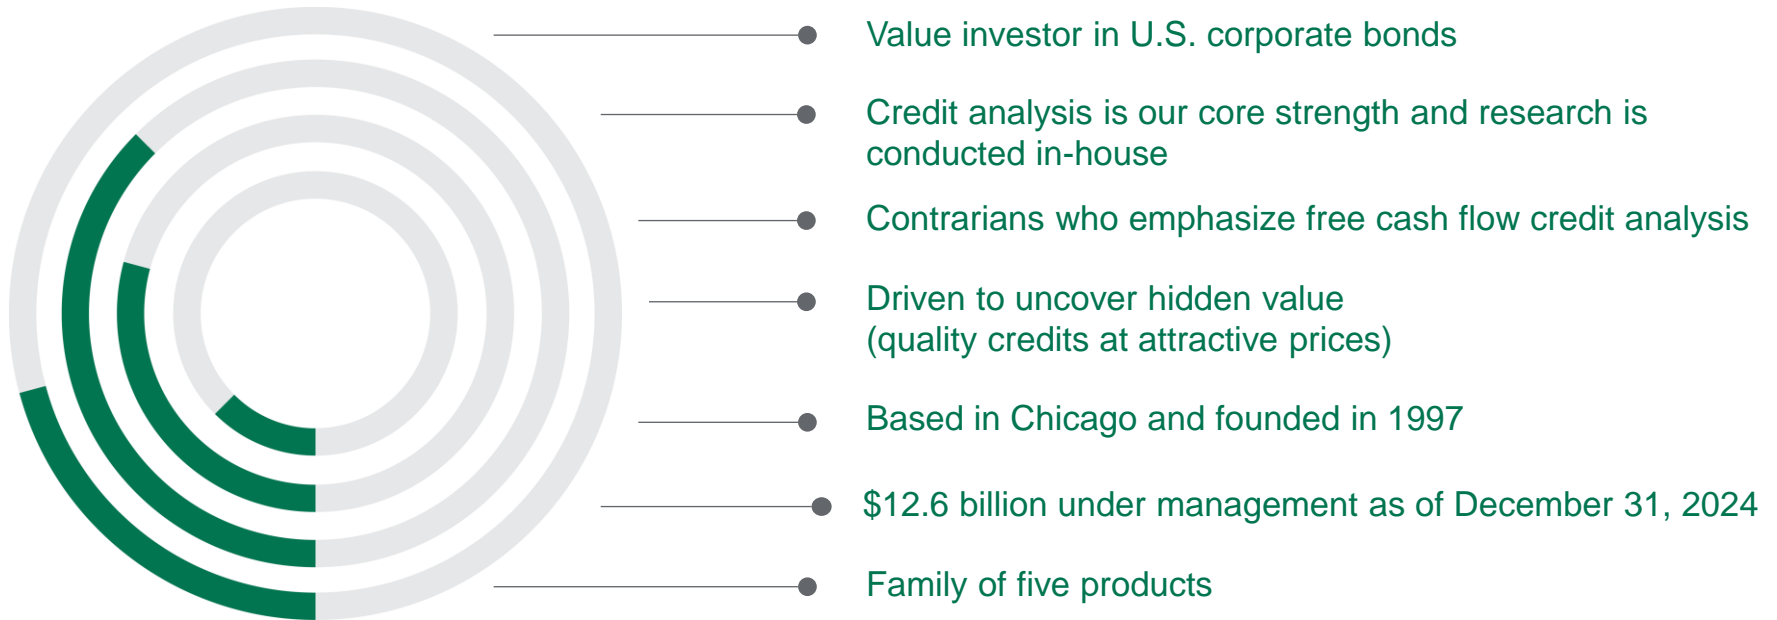 Value investor in U.S. corporate bonds
Credit analysis is our core strength and research is
conducted in-house
Contrarians who emphasize free cash flow credit analysis
Driven to uncover hidden value
(quality credits at attractive prices)
Based in Chicago and founded in 1997
$12.6 billion under management as of December 31, 2024
Family of five products